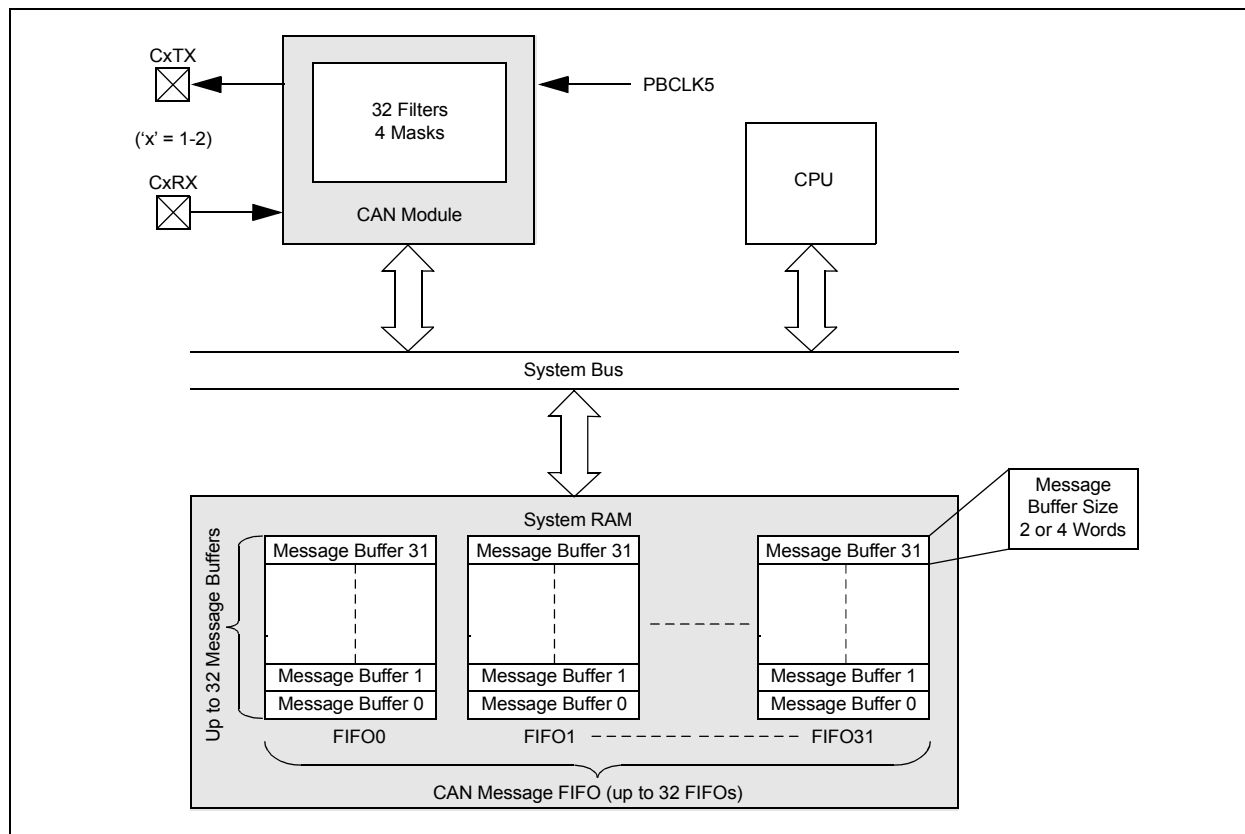 CxTX
('x' = 1-2)
CxRX
32 Filters
4 Masks
CAN Module
PBCLK5
CPU
System Bus
System RAM
Up to 32 Message Buffers
Message Buffer 31
Message Buffer 1
Message Buffer 0
FIFO0
Message Buffer 31
Message Buffer 1
Message Buffer 0
FIFO1
Message Buffer 31
Message Buffer 1
Message Buffer 0
FIFO31
CAN Message FIFO (up to 32 FIFOs)
Message
Buffer Size
2 or 4 Words